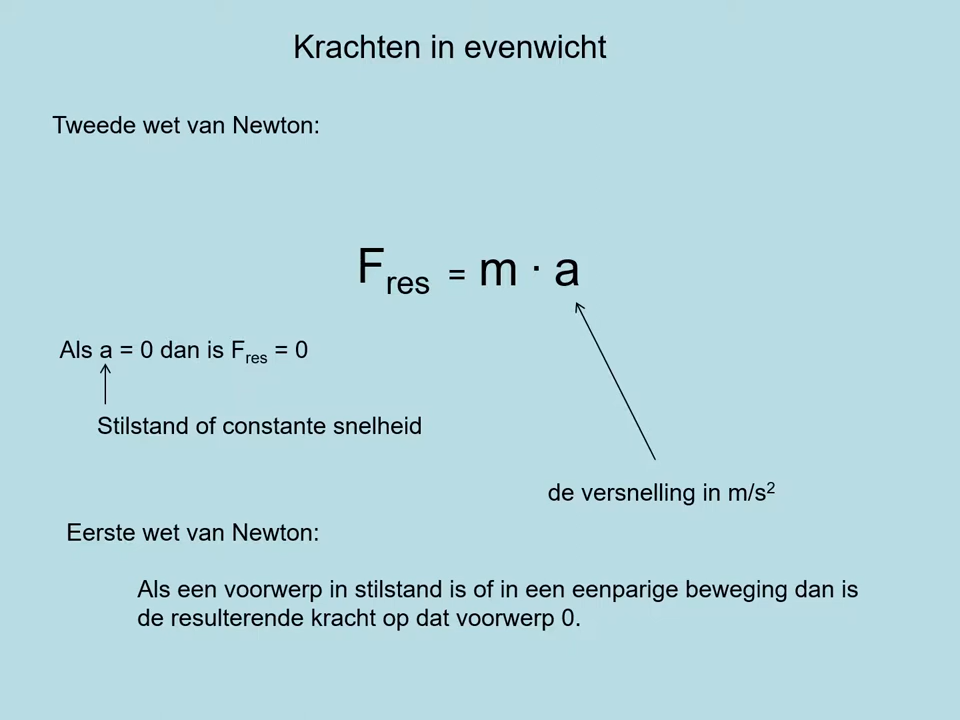 Krachten in evenwicht
Tweede wet van Newton:
Fres = m · a
Als a = 0 dan is Fres = 0
Stilstand of constante snelheid
de versnelling in m/s²
Eerste wet van Newton:
Als een voorwerp in stilstand is of in een eenparige beweging dan is
de resulterende kracht op dat voorwerp 0.